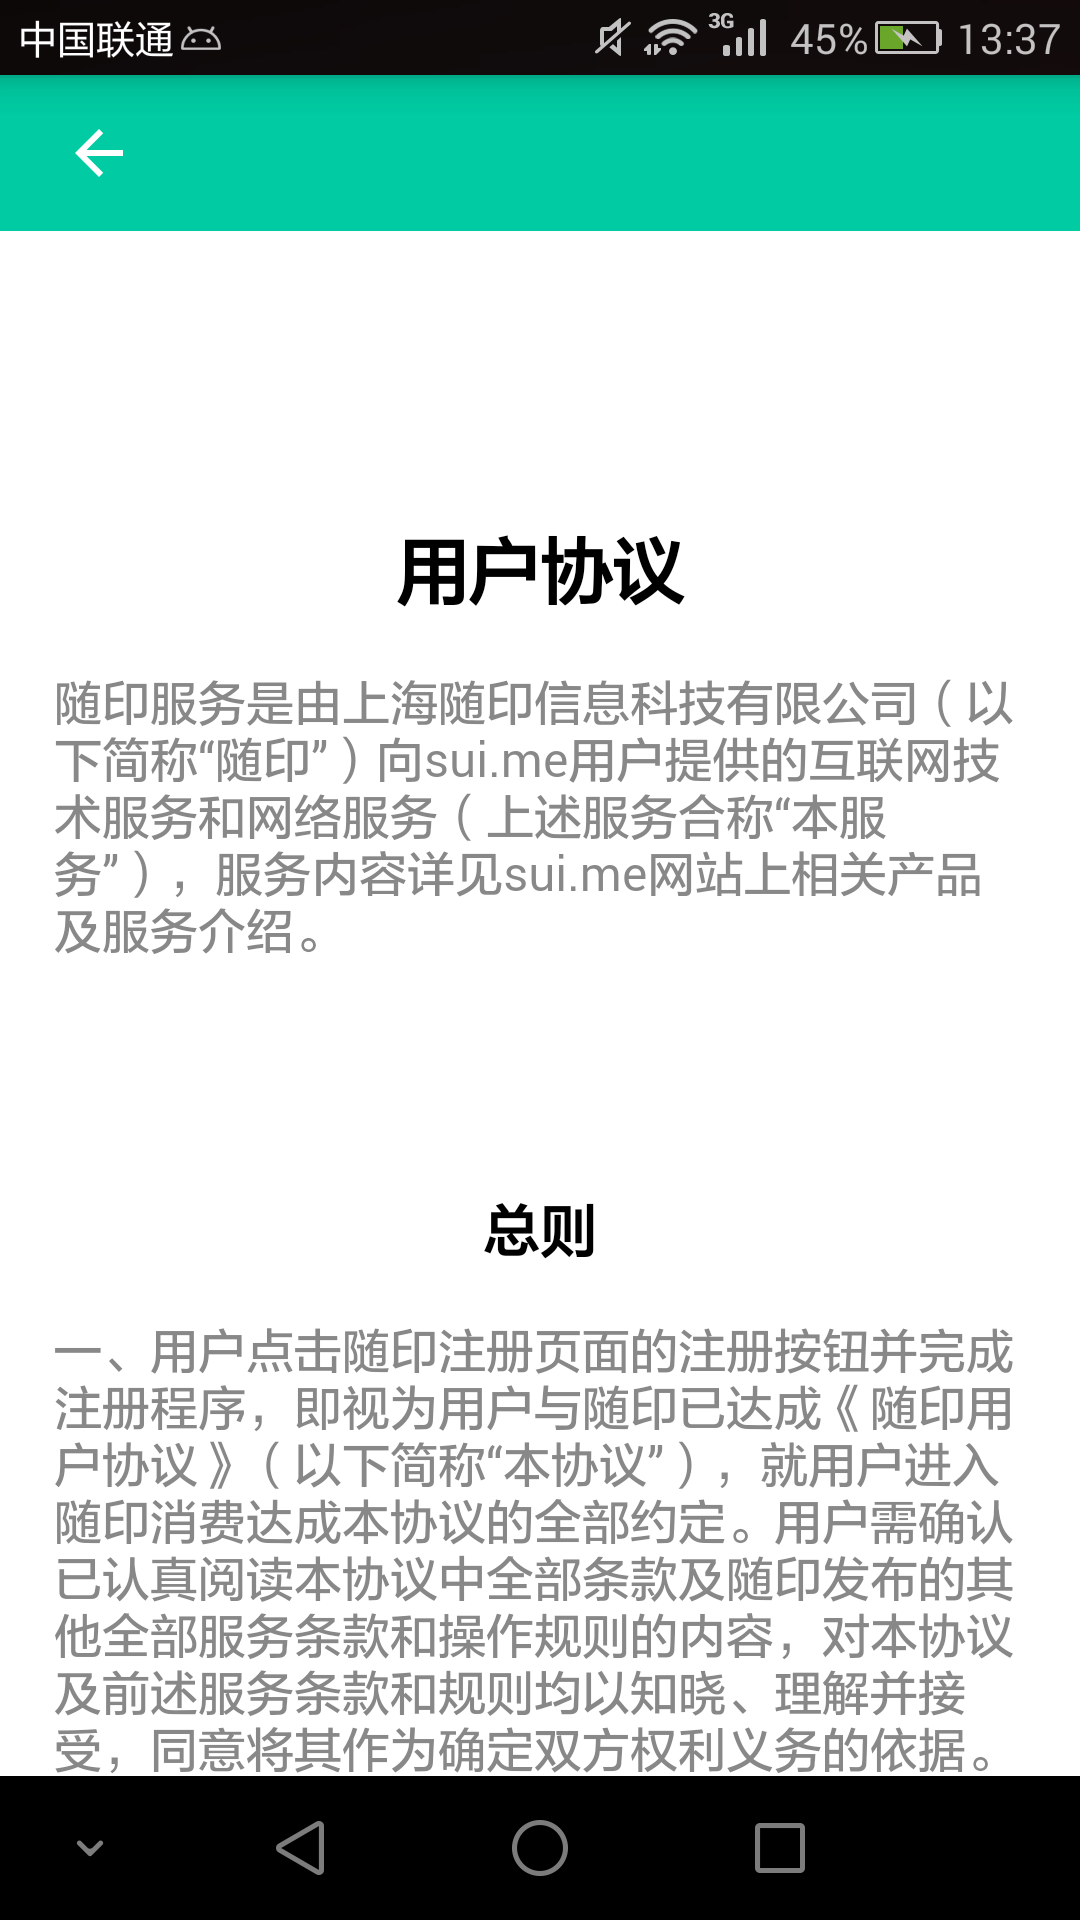 中国联通 3G 45% 13:37
用户协议
随印服务是由上海随印信息科技有限公司（以
下简称“随印”）向sui.me用户提供的互联网技
术服务和网络服务（上述服务合称“本服
务”），服务内容详见sui.me网站上相关产品
及服务介绍。
总则
一、用户点击随印注册页面的注册按钮并完成
注册程序，即视为用户与随印已达成《随印用
户协议》（以下简称“本协议”），就用户进入
随印消费达成本协议的全部约定。用户需确认
已认真阅读本协议中全部条款及随印发布的其
他全部服务条款和操作规则的内容，对本协议
及前述服务条款和规则均以知晓、理解并接
受，同意将其作为确定双方权利义务的依据。